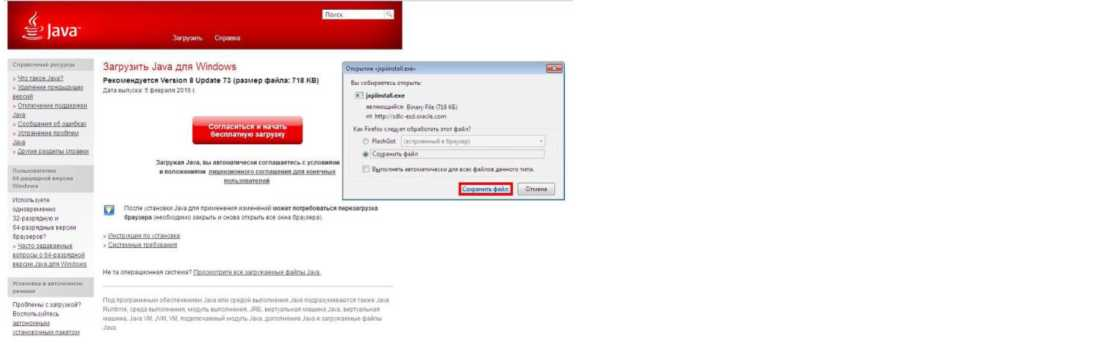 Java
Поиск
Загрузить Справка
Справочные ресурсы
» Что такое Java?
» Удаление предыдущих
версий
» Отключение поддержки
Java
» Сообщения об ошибках
» Устранение проблем
Java
» Другие разделы справки
Пользователям
64-разрядной версии
Windows
Используете
одновременно
32-разрядную и
64-разрядные версии
браузеров?
» Часто задаваемые
вопросы о 64-разрядной
версии Java для Windows
Установка в автономном
режиме
Проблемы с загрузкой?
Воспользуйтесь
автономным
установочным пакетом
Загрузить Java для Windows
Рекомендуется Version 8 Update 73 (размер файла: 718 KB)
Дата выпуска: 5 февраля 2016 г.
Согласиться и начать
бесплатную загрузку
Загружая Java, вы автоматически соглашаетесь с условиями
и положениями лицензионного соглашения для конечных
пользователей
После установки Java для применения изменений может потребоваться перезагрузка
браузера (необходимо закрыть и снова открыть все окна браузера).
» Инструкции по установке
» Системные требования
Не та операционная система? Просмотрите все загружаемые файлы Java.
Под программным обеспечением Java или средой выполнения Java подразумеваются также Java
Runtime, среда выполнения, модуль выполнения, JRE, виртуальная машина Java, виртуальная
машина, Java VM, JVM, VM, подключаемый модуль Java, дополнение Java и загружаемые файлы
Java.
Открытие «jxpiinstall.exe»
Вы собираетесь открыть:
jxpiinstall.exe
являющийся Binary File (718 КБ)
из http://sdlc-esd.oracle.com
Как Firefox следует обработать этот файл?
FlashGot (встроенный в браузер)
Сохранить файл
Выполнять автоматически для всех файлов данного типа.
Сохранить файл Отмена